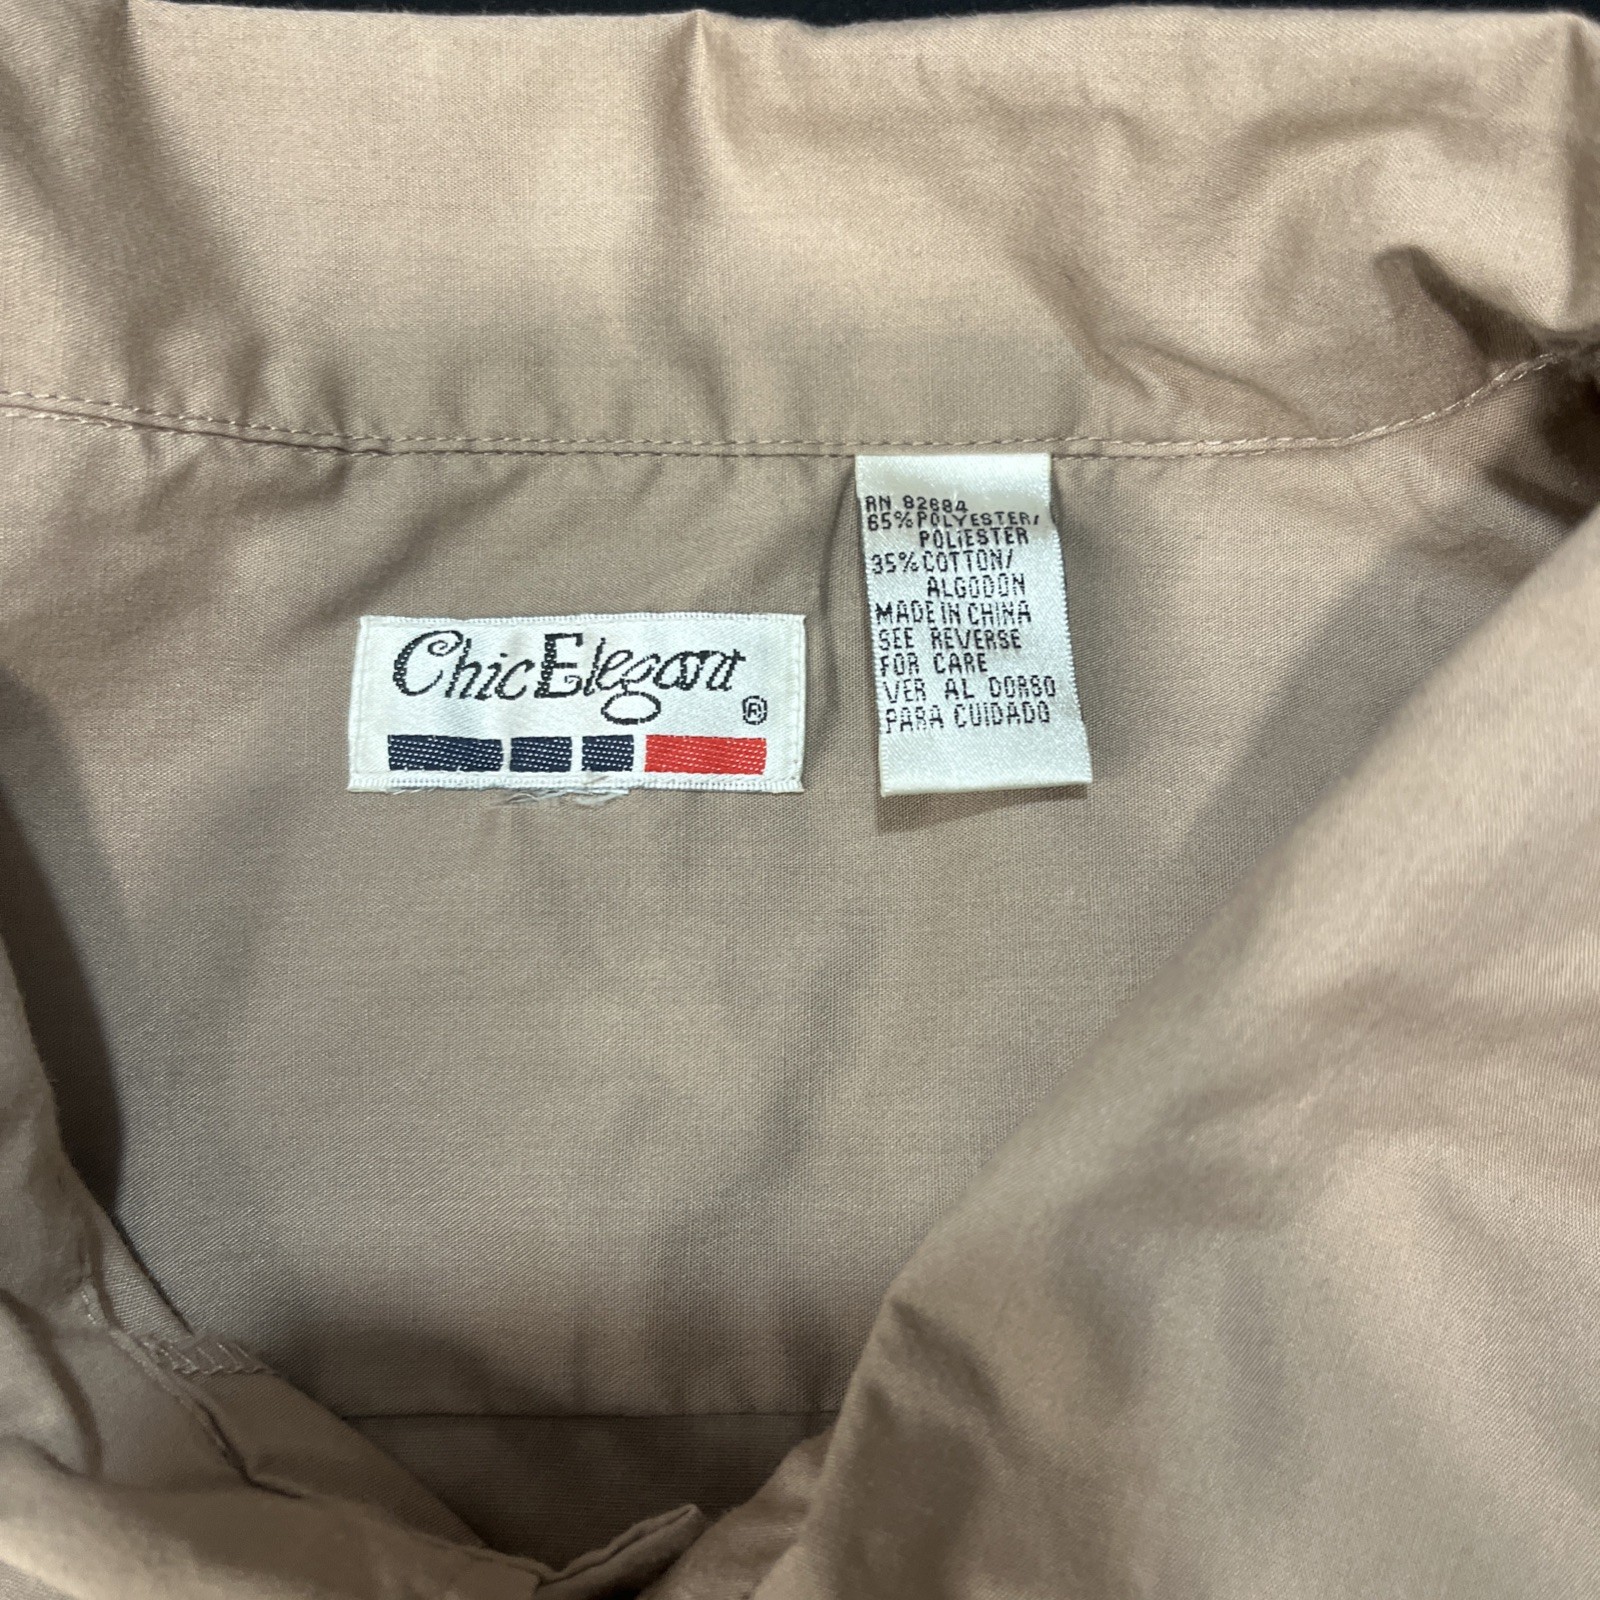 ChicElegant
®
RN 82684
65% POLYESTER/
POLIESTER
35% COTTON/
ALGODON
MADE IN CHINA
SEE REVERSE
FOR CARE
VER AL DORSO
PARA CUIDADO